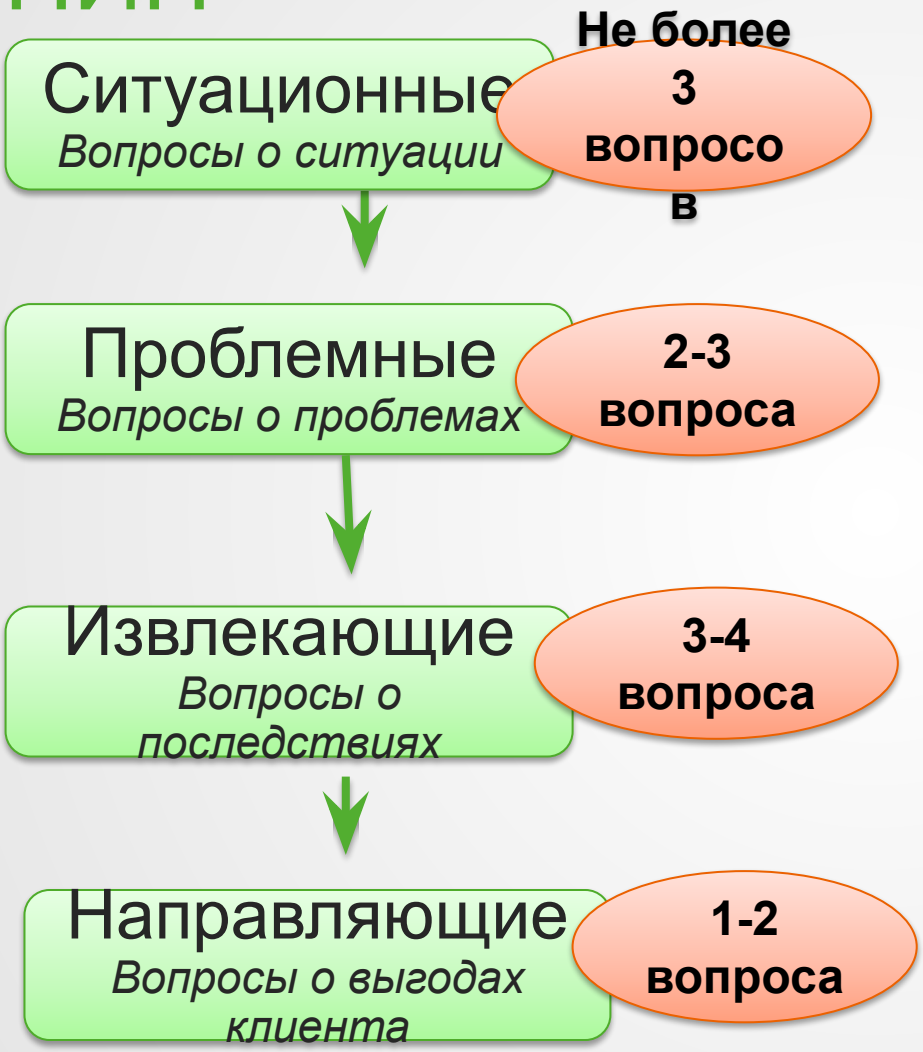 Ситуационные
Вопросы о ситуации
Не более
3
вопросо
в
Проблемные
Вопросы о проблемах
2-3
вопроса
Извлекающие
Вопросы о
последствиях
3-4
вопроса
Направляющие
Вопросы о выгодах
клиента
1-2
вопроса